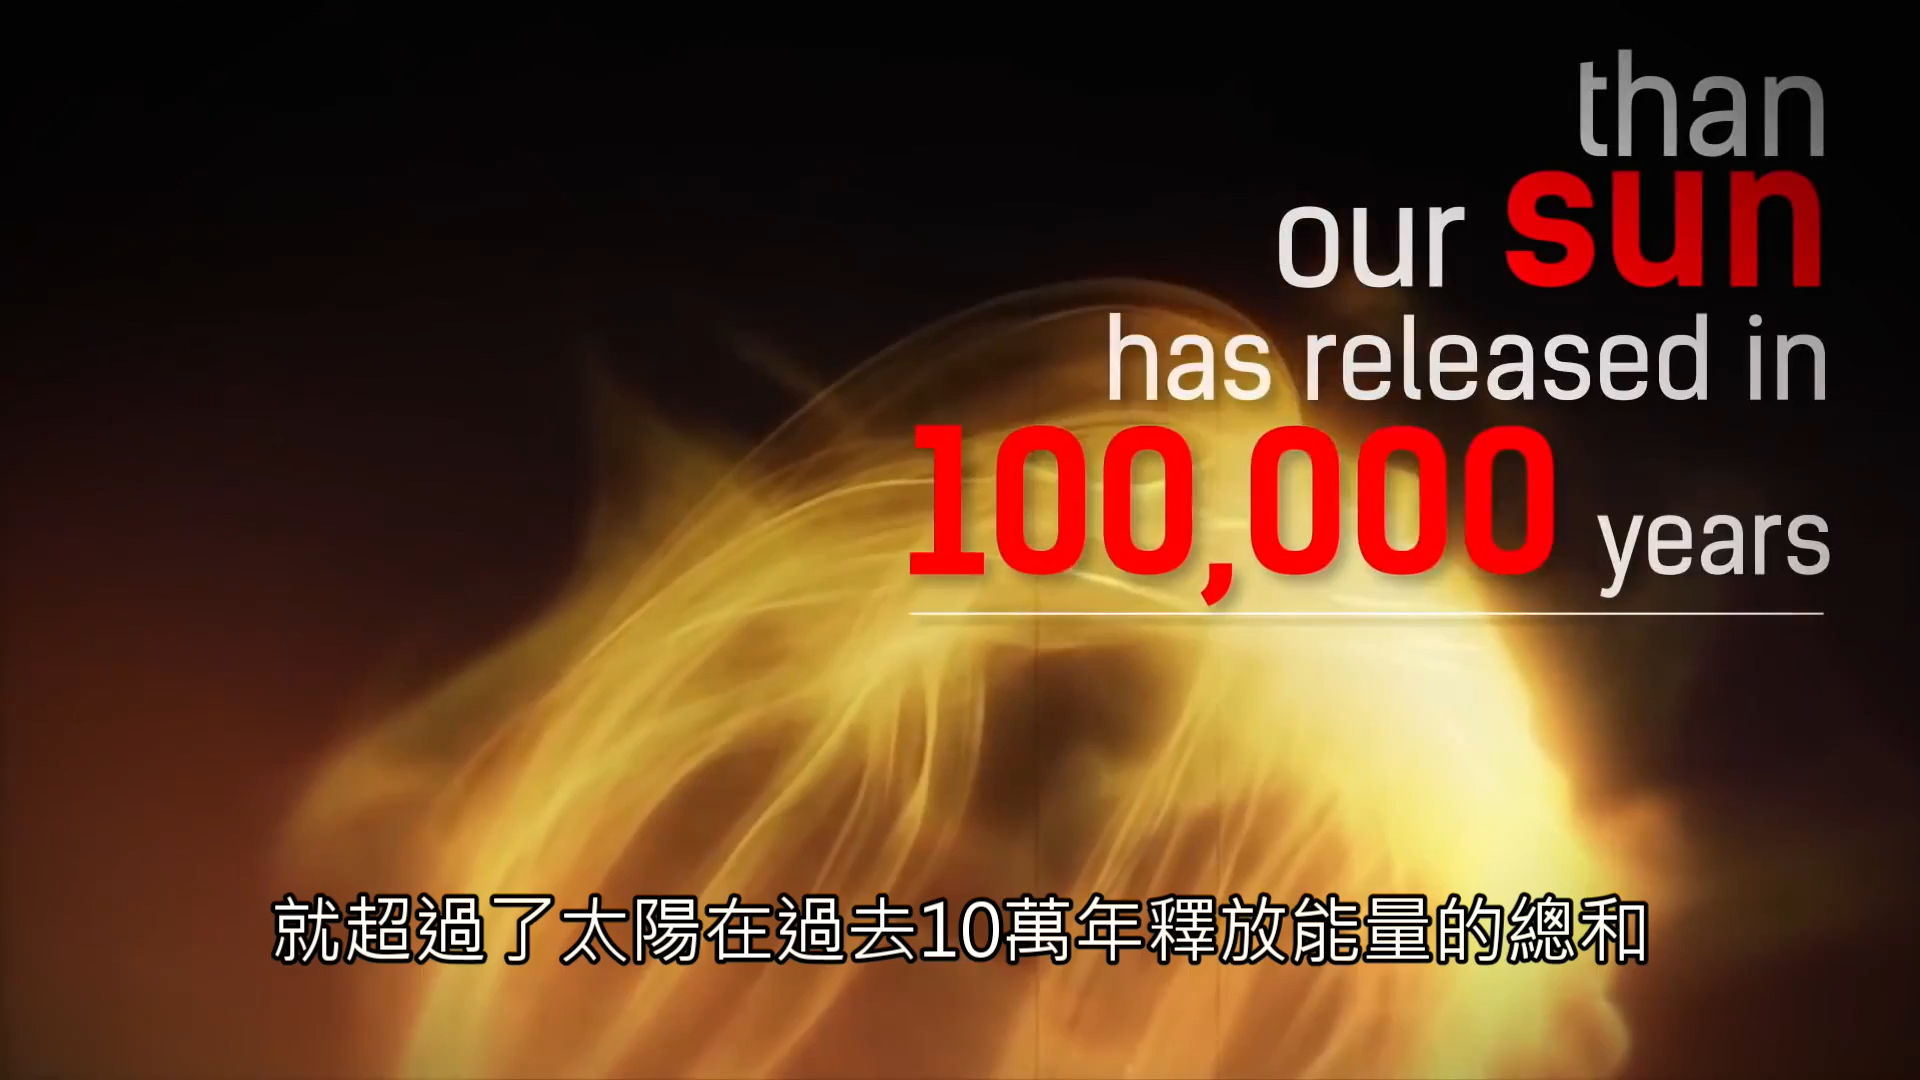 than
our sun
has released in
100,000 years
就超過了太陽在過去10萬年釋放能量的總和